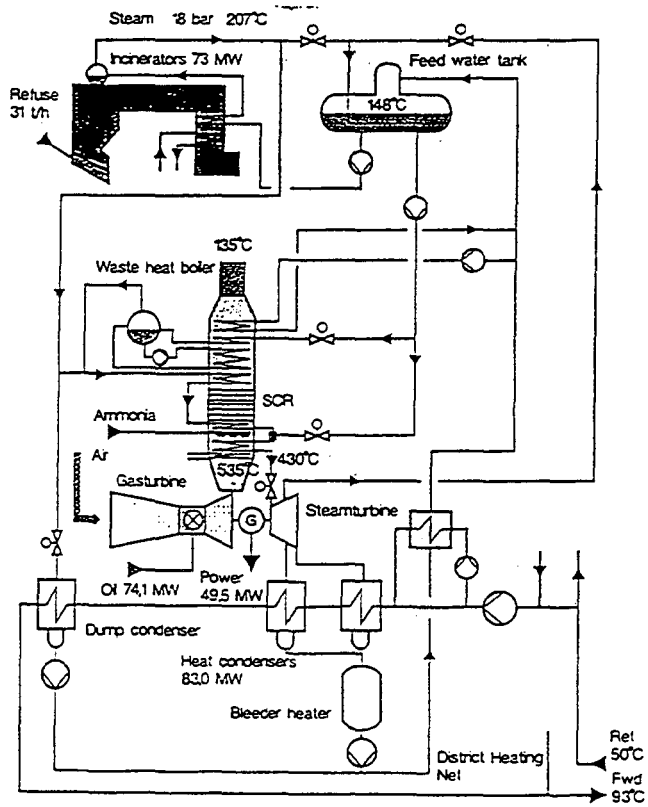 Steam 18 bar 207°C
Incinerators 73 MW
Feed water tank
Refuse
31 t/h
148°C
135°C
Waste heat boiler
SCR
Ammonia
Air
535°C
430°C
Gasturbine
G
Steamturbine
Oil 74,1 MW
Power
49,5 MW
Dump condenser
Heat condensers
83,0 MW
Bleeder heater
District Heating
Net
Ret
50°C
Fwd
93°C